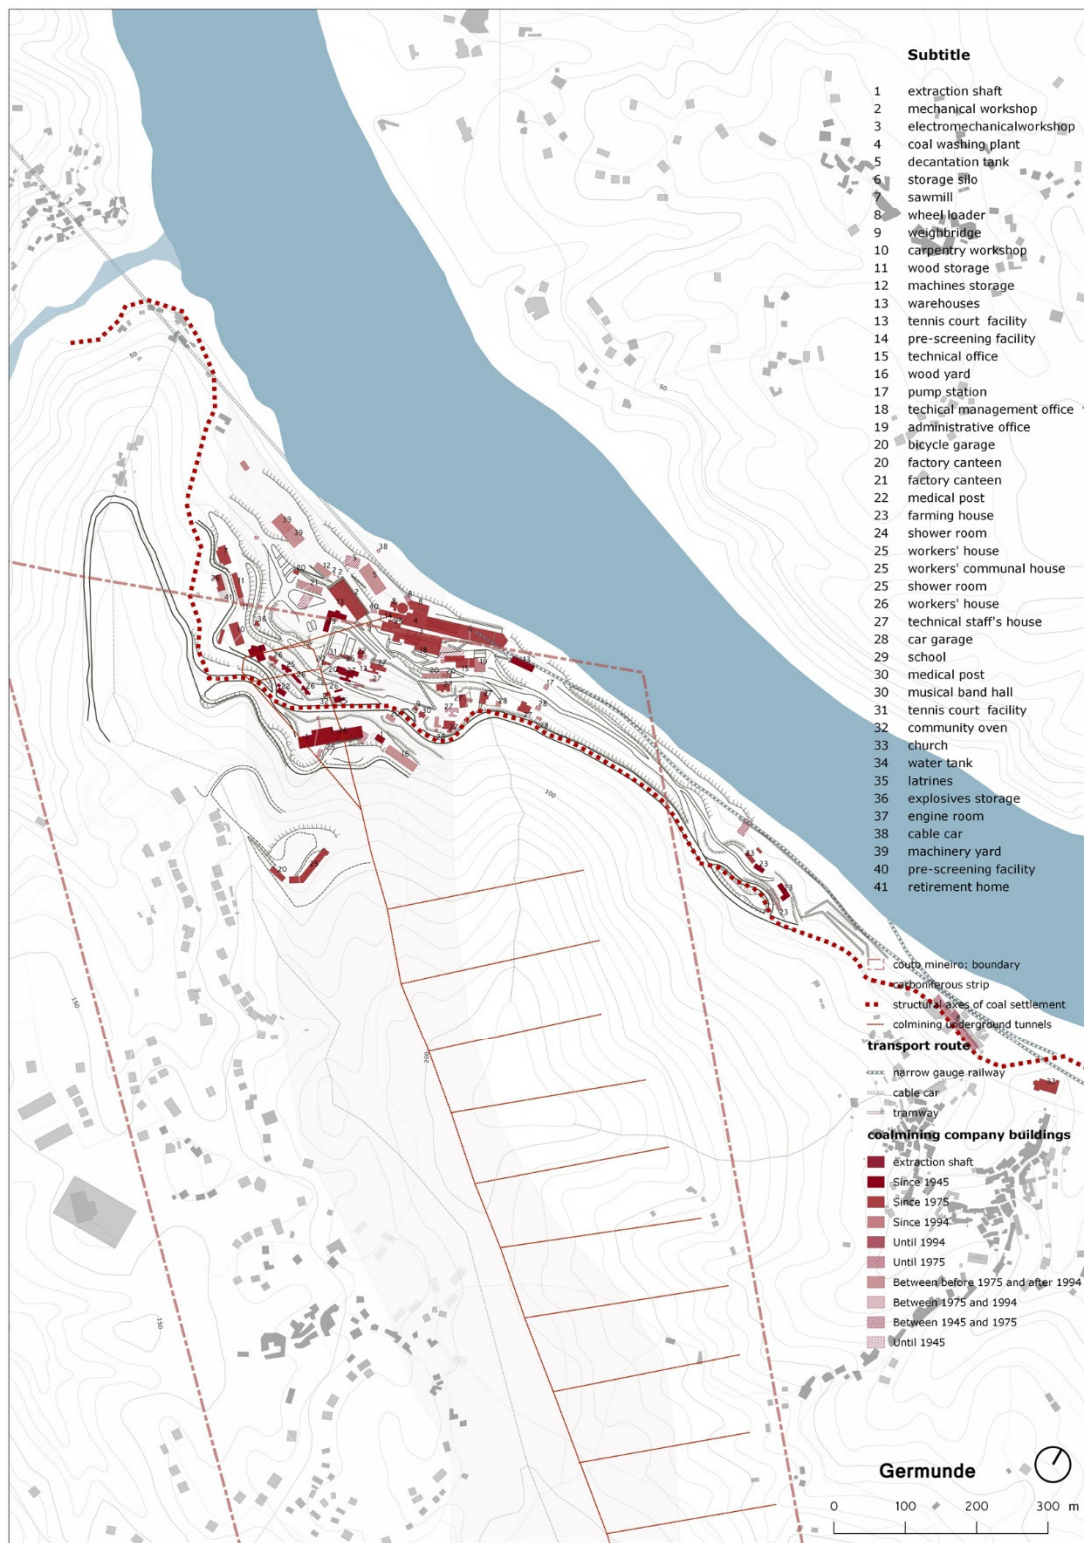 Subtitle
1 extraction shaft
2 mechanical workshop
3 electromechanicalworkshop
4 coal washing plant
5 decantation tank
6 storage silo
7 sawmill
8 wheel loader
9 weighbridge
10 carpentry workshop
11 wood storage
12 machines storage
13 warehouses
13 tennis court facility
14 pre-screening facility
15 technical office
16 wood yard
17 pump station
18 techical management office
19 administrative office
20 bicycle garage
20 factory canteen
21 factory canteen
22 medical post
23 farming house
24 shower room
25 workers' house
25 workers' communal house
25 shower room
26 workers' house
27 technical staff's house
28 car garage
29 school
30 medical post
30 musical band hall
31 tennis court facility
32 community oven
33 church
34 water tank
35 latrines
36 explosives storage
37 engine room
38 cable car
39 machinery yard
40 pre-screening facility
41 retirement home
couto mineiro: boundary
carboniferous strip
structural axes of coal settlement
colmining underground tunnels
transport route
narrow gauge railway
cable car
tramway
coalmining company buildings
extraction shaft
Since 1945
Since 1975
Since 1994
Until 1994
Until 1975
Between before 1975 and after 1994
Between 1975 and 1994
Between 1945 and 1975
Until 1945
Germunde
0 100 200 300 m
50
50
100
150
200
150
39
39
38